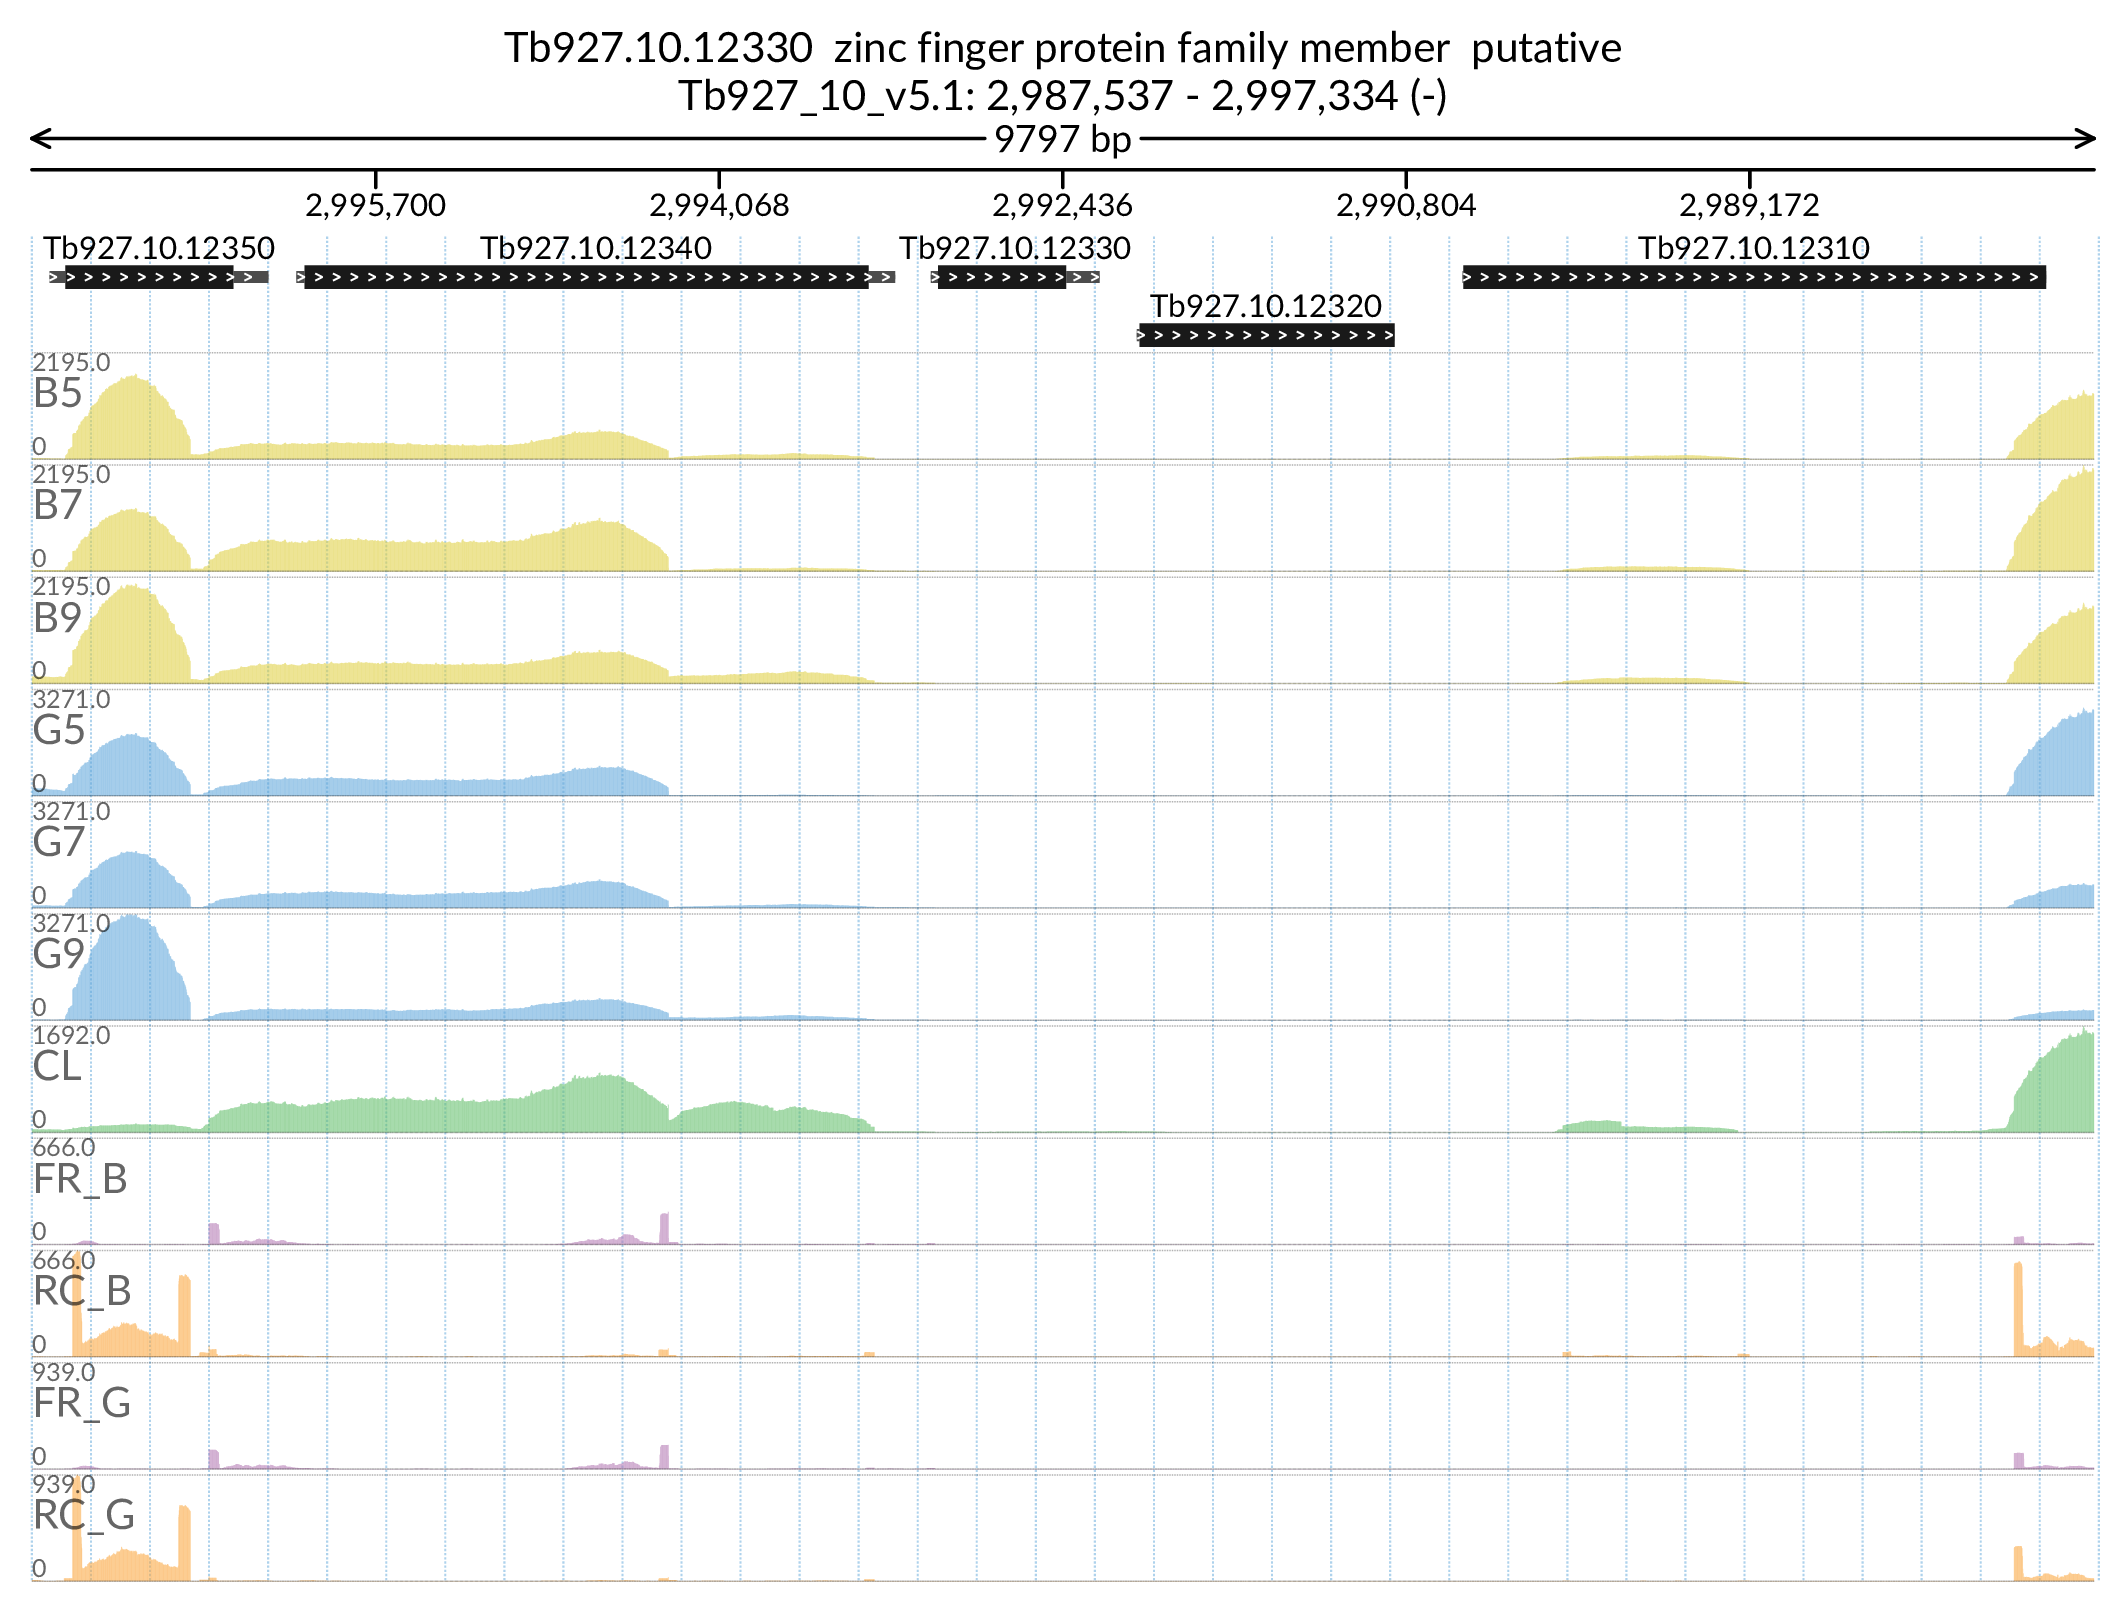 Tb927.10.12330 zinc finger protein family member putative
Tb927_10_v5.1: 2,987,537 - 2,997,334 (-)
9797 bp
2,995,700 2,994,068 2,992,436 2,990,804 2,989,172
Tb927.10.12350 Tb927.10.12340 Tb927.10.12330 Tb927.10.12310
Tb927.10.12320
2195.0
B5
0
2195.0
B7
0
2195.0
B9
0
3271.0
G5
0
3271.0
G7
0
3271.0
G9
0
1692.0
CL
0
666.0
FR_B
0
666.0
RC_B
0
939.0
FR_G
0
939.0
RC_G
0